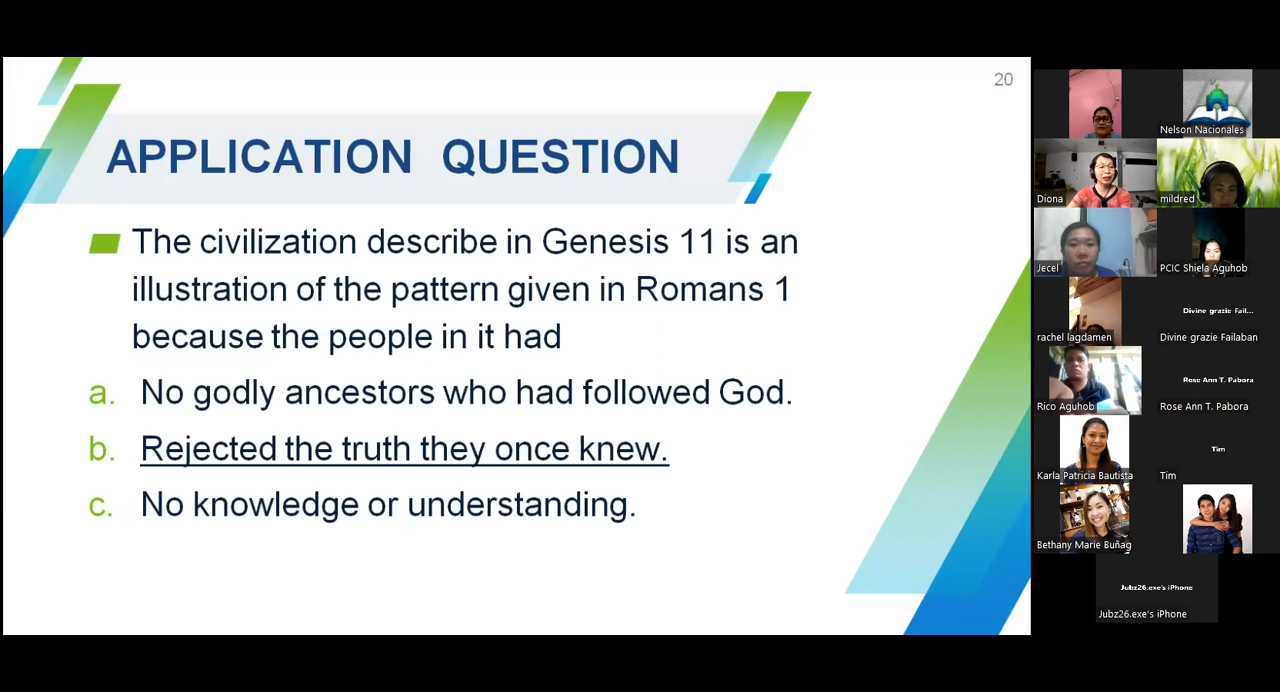 20
APPLICATION QUESTION
The civilization describe in Genesis 11 is an
illustration of the pattern given in Romans 1
because the people in it had
a. No godly ancestors who had followed God.
b. Rejected the truth they once knew.
c. No knowledge or understanding.
Nelson Nacionales
Diona
mildred
Jecel
PCIC Shiela Aguhob
rachel lagdamen
Divine grazie Fail...
Divine grazie Failaban
Rico Aguhob
Rose Ann T. Pabora
Rose Ann T. Pabora
Karla Patricia Bautista
Tim
Tim
Bethany Marie Buñag
Jubz26.exe's iPhone
Jubz26.exe's iPhone